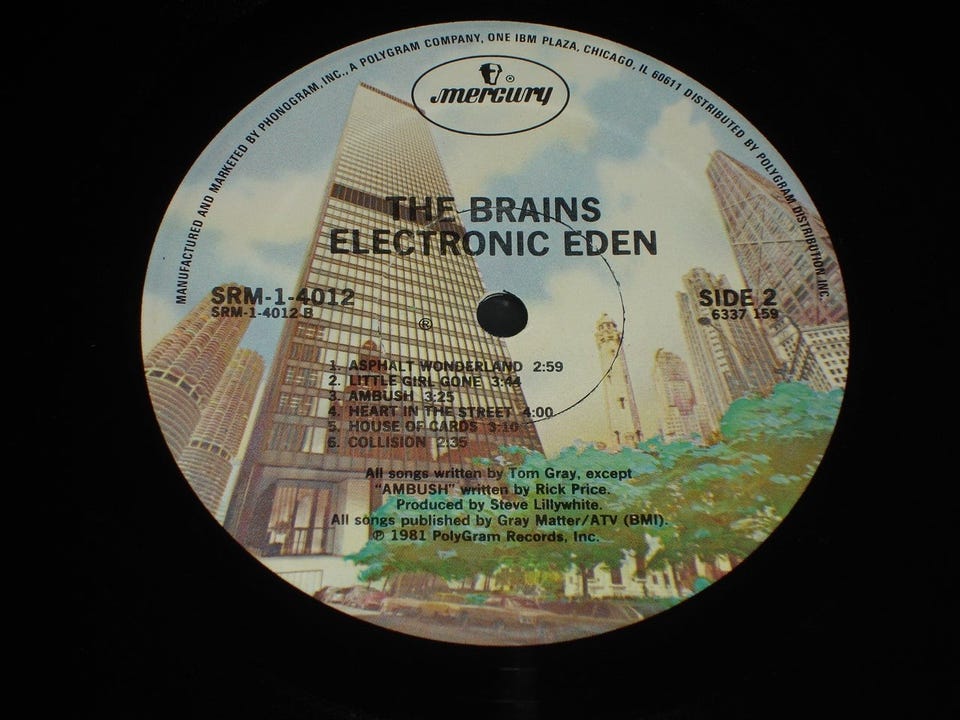 MANUFACTURED AND MARKETED BY PHONOGRAM, INC., A POLYGRAM COMPANY, ONE IBM PLAZA, CHICAGO, IL 60611 DISTRIBUTED BY POLYGRAM DISTRIBUTION, INC.
mercury
THE BRAINS
ELECTRONIC EDEN
SRM-1-4012
SRM-1-4012 B
SIDE 2
6337 159
®
1. ASPHALT WONDERLAND 2:59
2. LITTLE GIRL GONE 3:44
3. AMBUSH 3:25
4. HEART IN THE STREET 4:00
5. HOUSE OF CARDS 3:10
6. COLLISION 2:35
All songs written by Tom Gray, except
"AMBUSH" written by Rick Price.
Produced by Steve Lillywhite.
All songs published by Gray Matter/ATV (BMI).
℗ 1981 PolyGram Records, Inc.